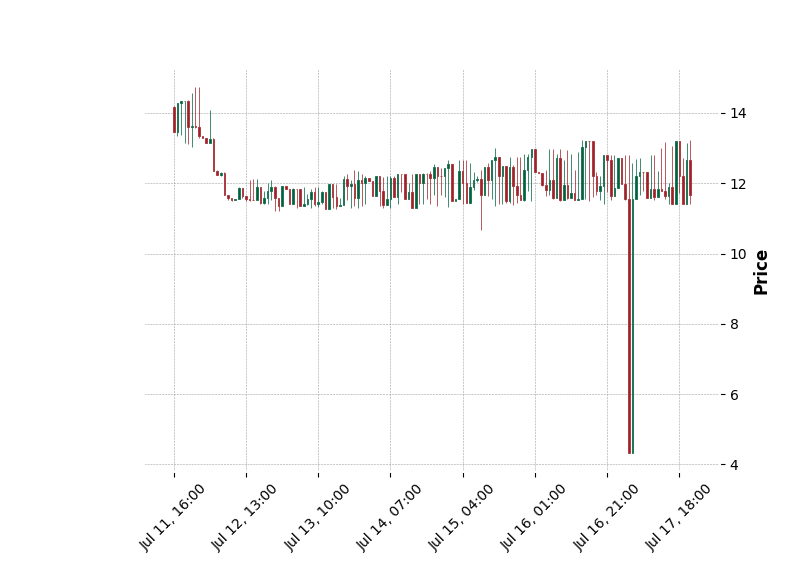 14
12
10
8
6
4
Price
Jul 11, 16:00
Jul 12, 13:00
Jul 13, 10:00
Jul 14, 07:00
Jul 15, 04:00
Jul 16, 01:00
Jul 16, 21:00
Jul 17, 18:00